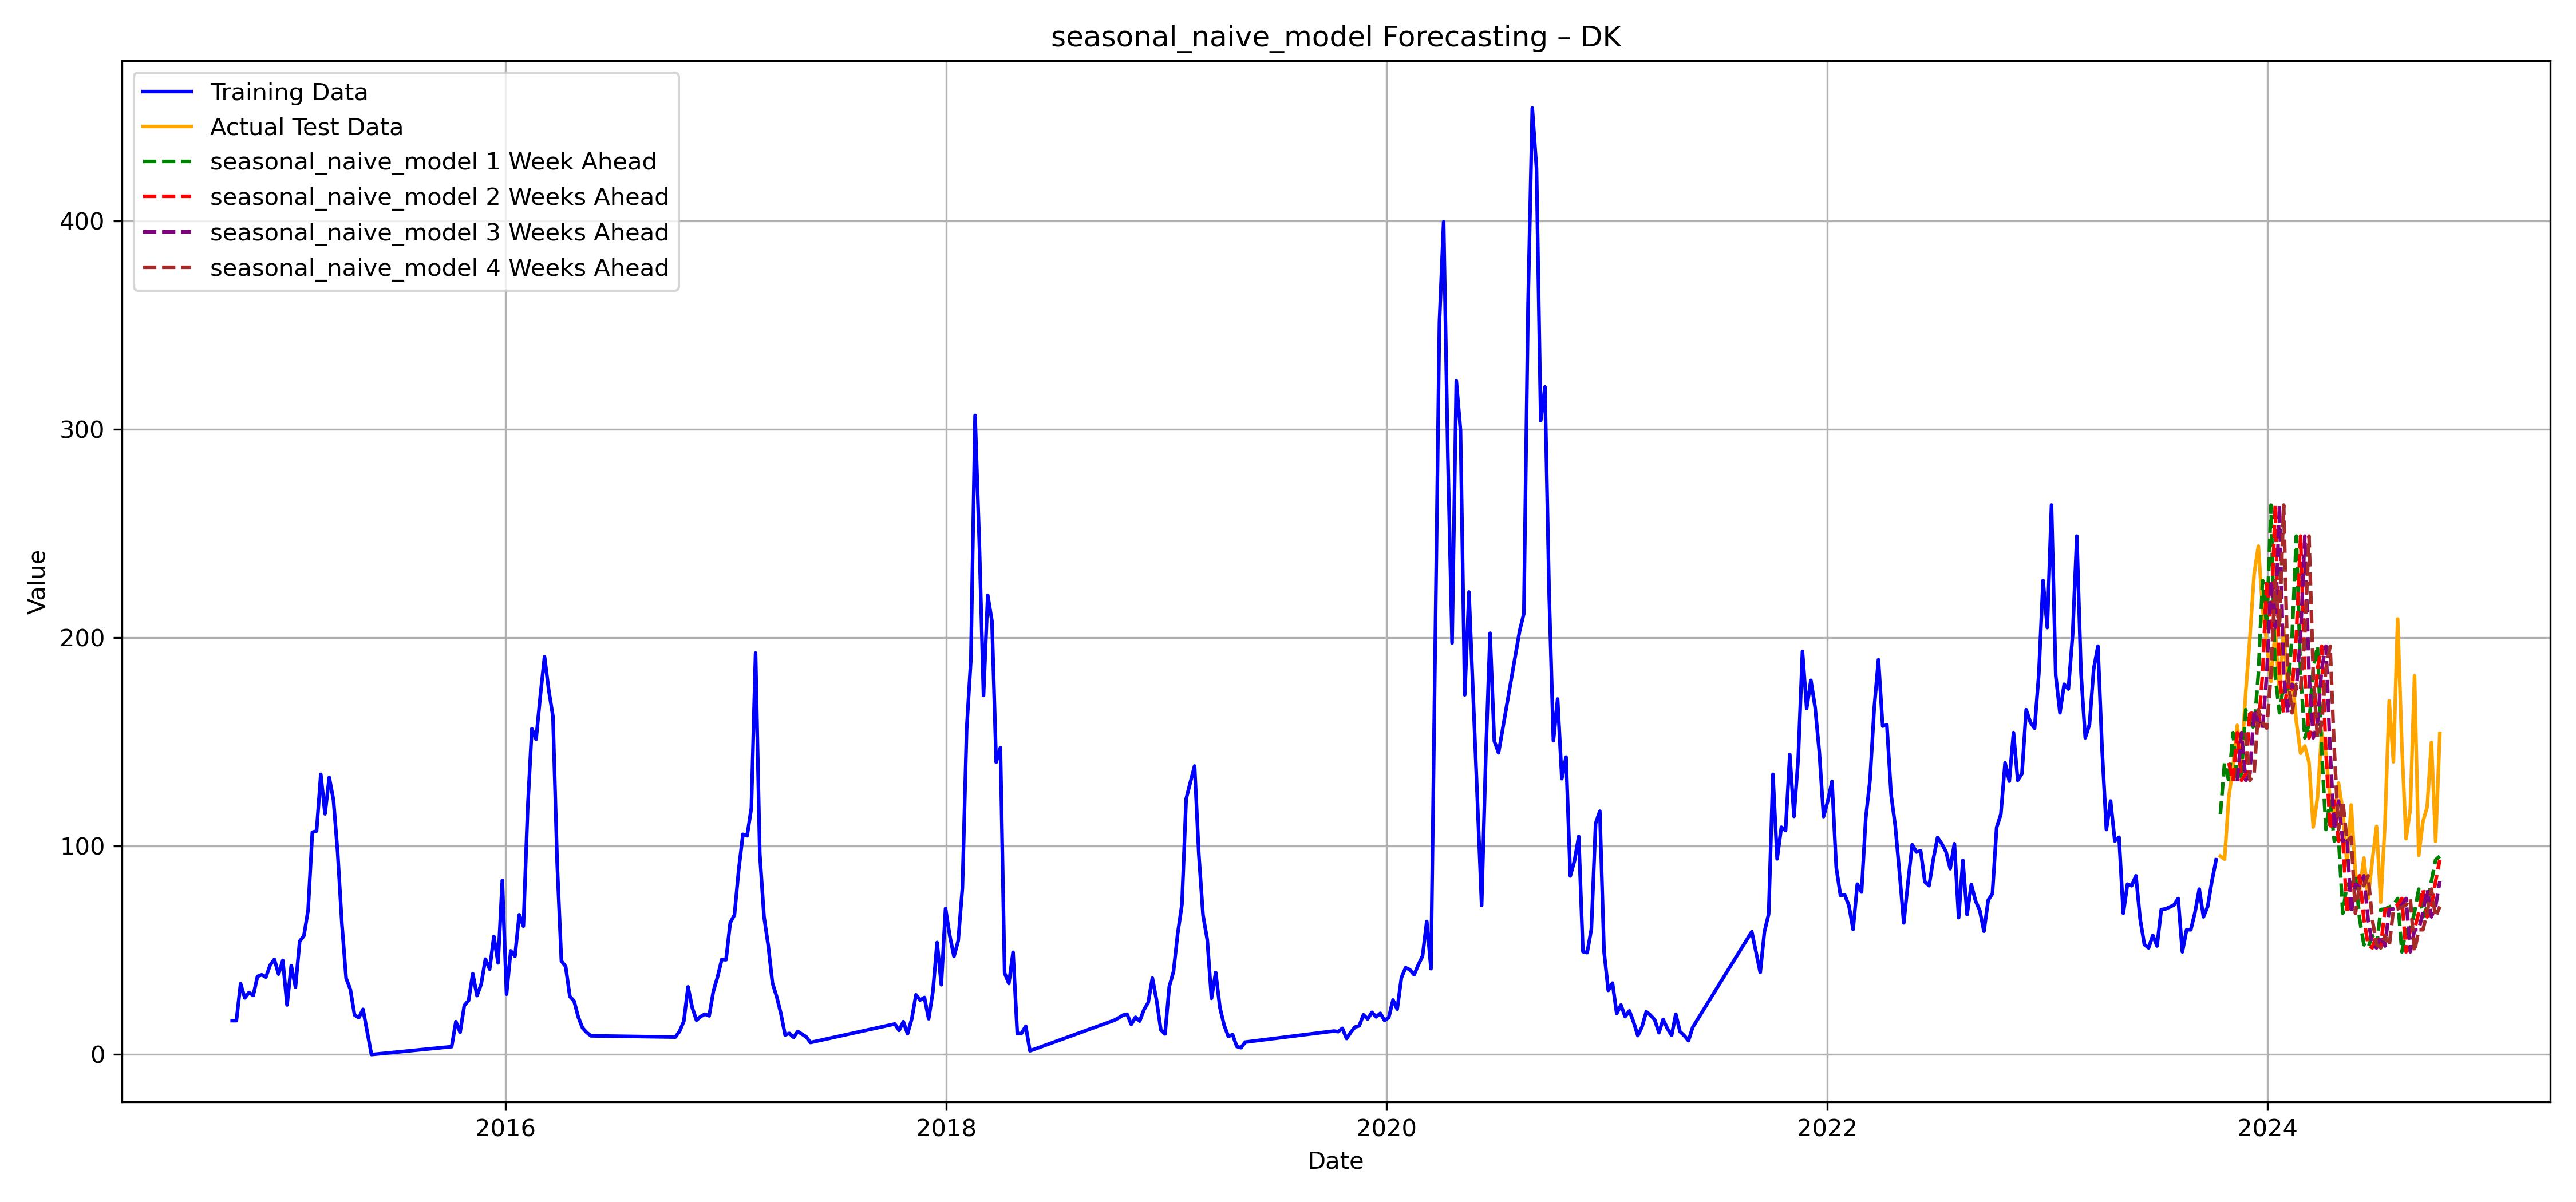 seasonal_naive_model Forecasting – DK
Training Data
Actual Test Data
seasonal_naive_model 1 Week Ahead
seasonal_naive_model 2 Weeks Ahead
seasonal_naive_model 3 Weeks Ahead
seasonal_naive_model 4 Weeks Ahead
Value
400
300
200
100
0
2016
2018
2020
2022
2024
Date